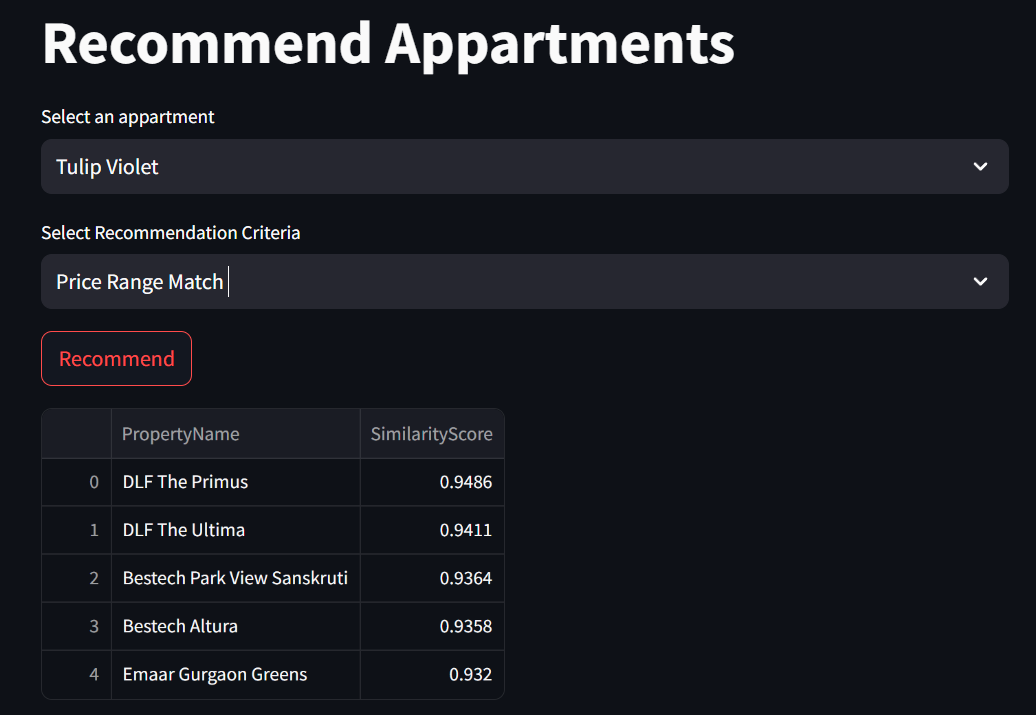 Recommend Appartments
Select an appartment
Tulip Violet
Select Recommendation Criteria
Price Range Match
Recommend
PropertyName SimilarityScore
0 DLF The Primus 0.9486
1 DLF The Ultima 0.9411
2 Bestech Park View Sanskruti 0.9364
3 Bestech Altura 0.9358
4 Emaar Gurgaon Greens 0.932